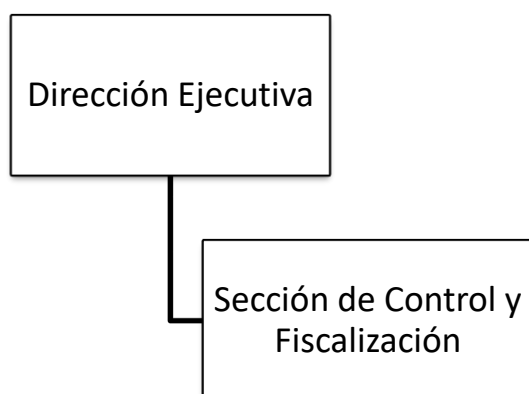 Dirección Ejecutiva
Sección de Control y
Fiscalización